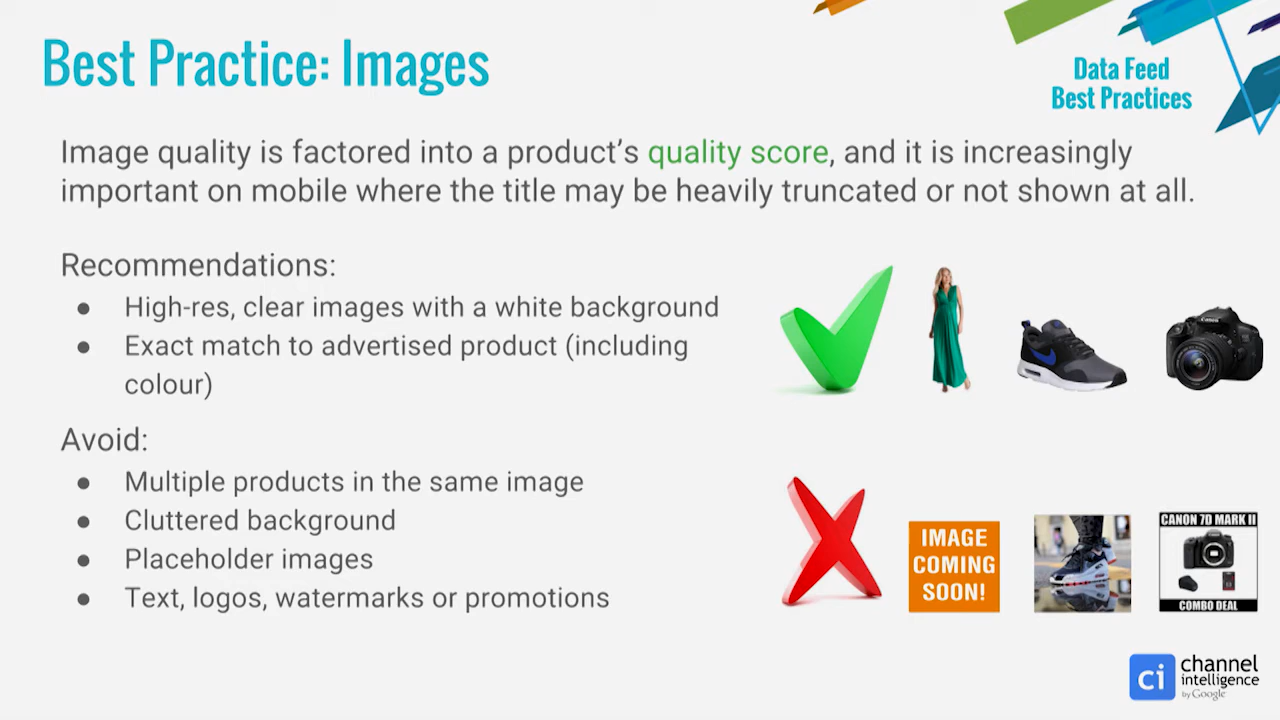 Best Practice: Images
Data Feed
Best Practices
Image quality is factored into a product's quality score, and it is increasingly
important on mobile where the title may be heavily truncated or not shown at all.
Recommendations:
● High-res, clear images with a white background
● Exact match to advertised product (including
colour)
Avoid:
● Multiple products in the same image
● Cluttered background
● Placeholder images
● Text, logos, watermarks or promotions
Canon
IMAGE
COMING
SOON!
CANON 7D MARK II
COMBO DEAL
ci channel
intelligence
by Google